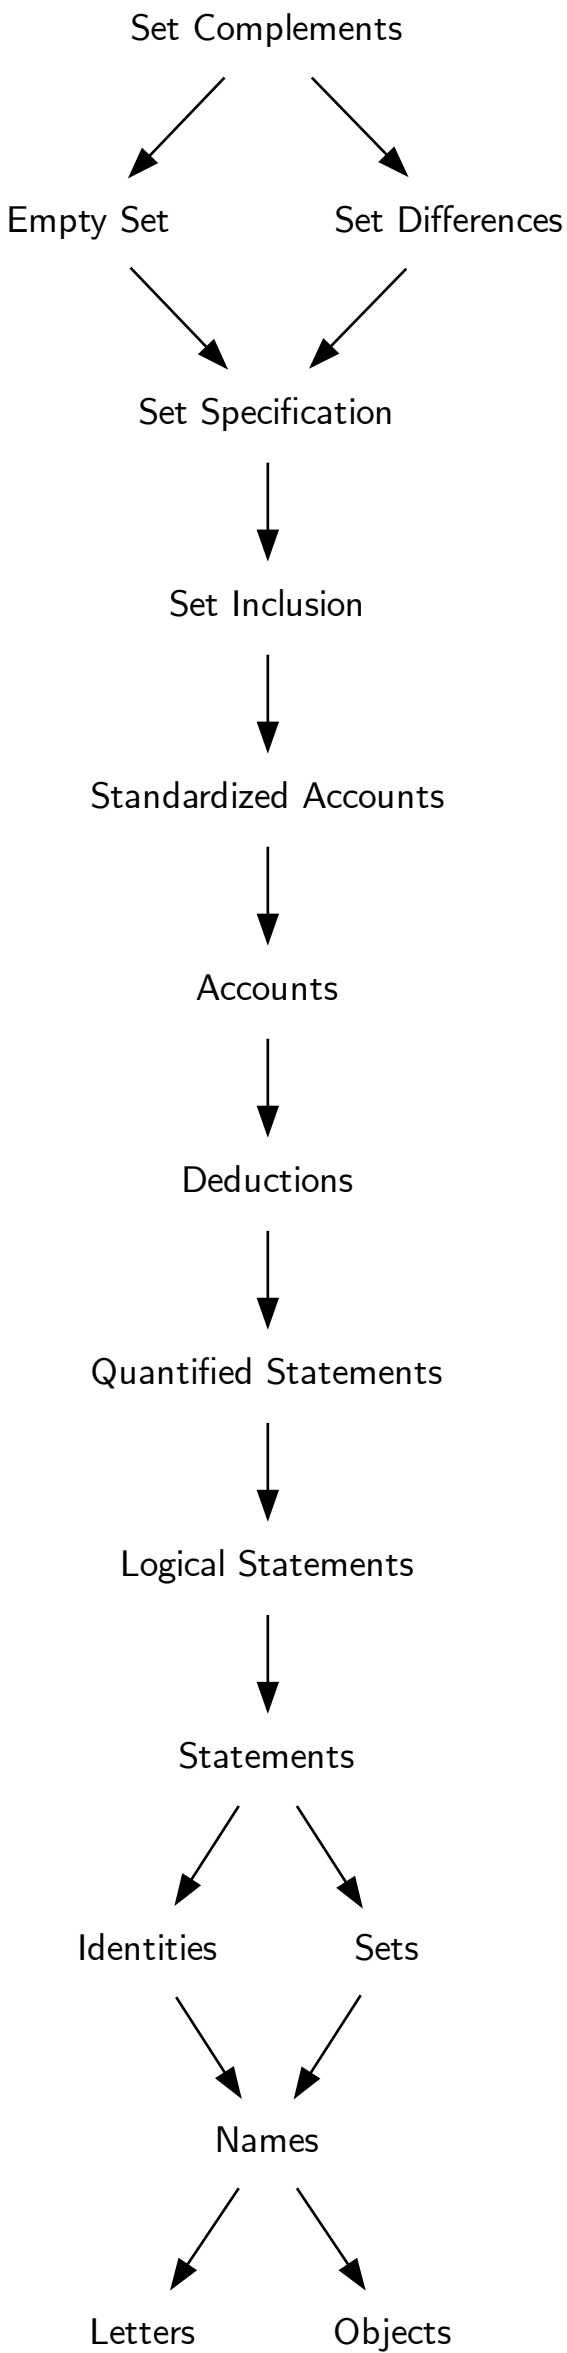 Set Complements
Empty Set
Set Differences
Set Specification
Set Inclusion
Standardized Accounts
Accounts
Deductions
Quantified Statements
Logical Statements
Statements
Identities
Sets
Names
Letters
Objects